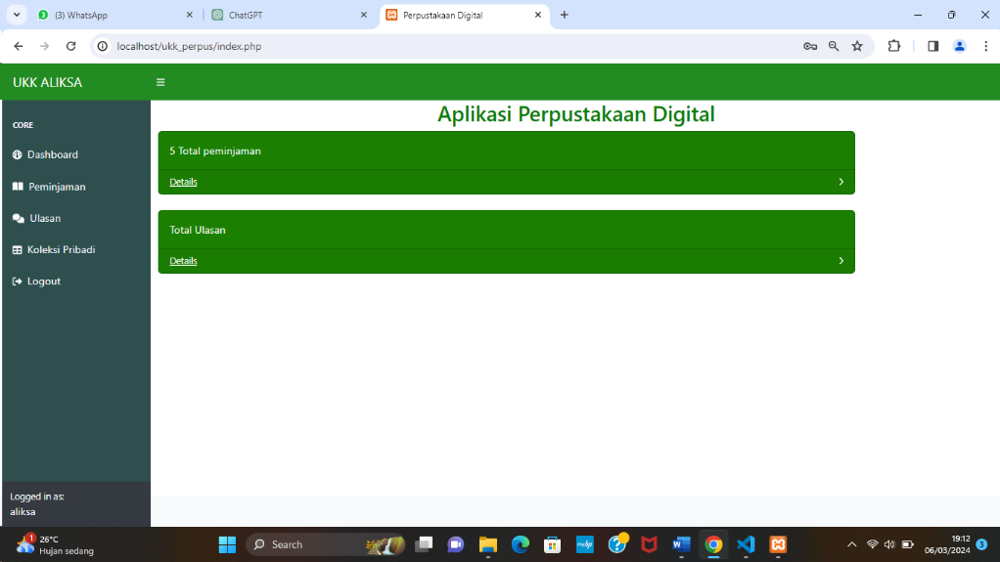 (3) WhatsApp
ChatGPT
Perpustakaan Digital
localhost/ukk_perpus/index.php
UKK ALIKSA
CORE
Dashboard
Peminjaman
Ulasan
Koleksi Pribadi
Logout
Aplikasi Perpustakaan Digital
5 Total peminjaman
Details
Total Ulasan
Details
Logged in as:
aliksa
1
26°C
Hujan sedang
Search
19:12
06/03/2024
3